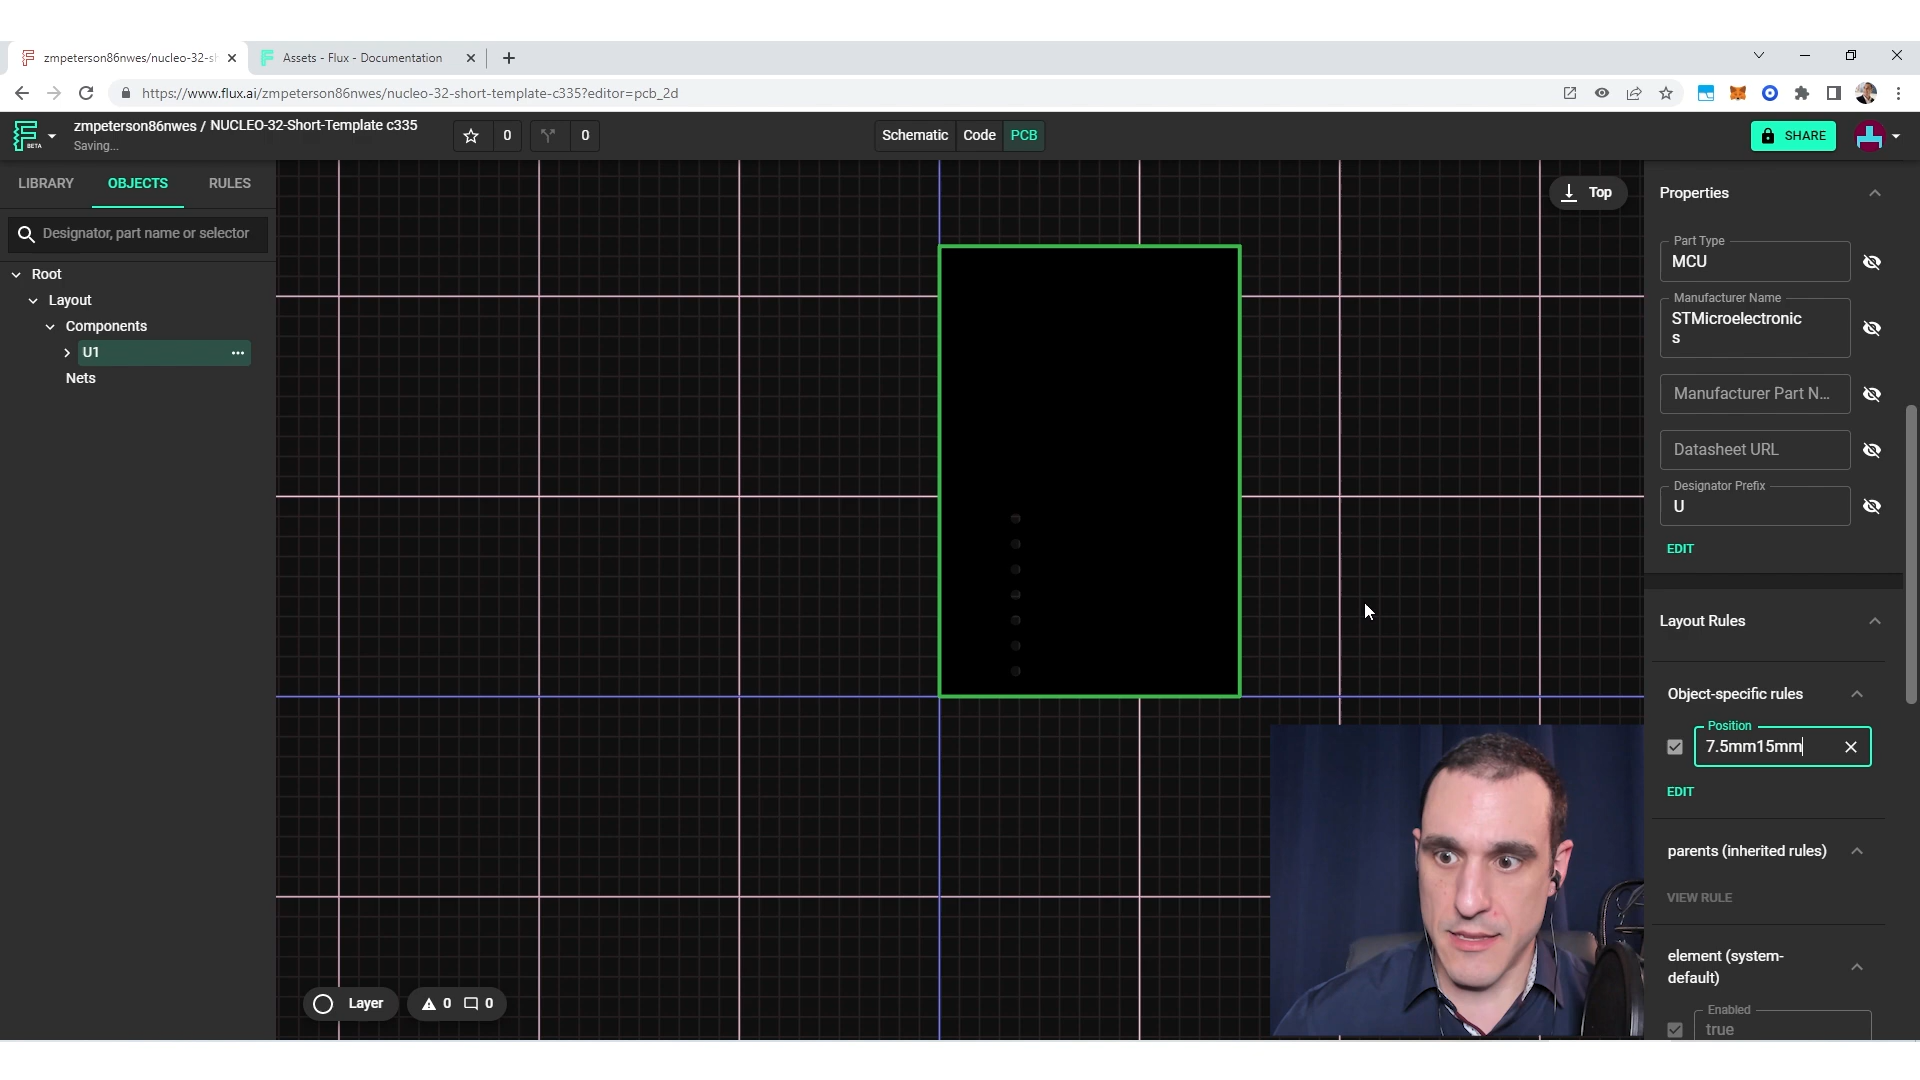 zmpeterson86nwes/nucleo-32-sh
Assets - Flux - Documentation
https://www.flux.ai/zmpeterson86nwes/nucleo-32-short-template-c335?editor=pcb_2d
BETA
zmpeterson86nwes / NUCLEO-32-Short-Template c335
Saving...
0
0
Schematic
Code
PCB
SHARE
LIBRARY
OBJECTS
RULES
Designator, part name or selector
Root
Layout
Components
U1
Nets
Top
Layer
0
0
Properties
Part Type
MCU
Manufacturer Name
STMicroelectronic
s
Manufacturer Part N...
Datasheet URL
Designator Prefix
U
EDIT
Layout Rules
Object-specific rules
Position
7.5mm15mm
EDIT
parents (inherited rules)
VIEW RULE
element (system-
default)
Enabled
true